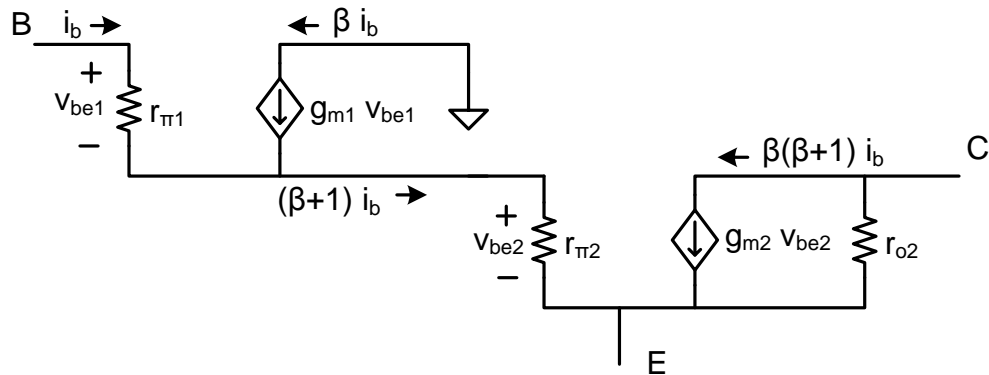 B
i_b
β i_b
+
v_be1
−
r_π1
g_m1 v_be1
(β+1) i_b
β(β+1) i_b
C
+
v_be2
−
r_π2
g_m2 v_be2
r_o2
E